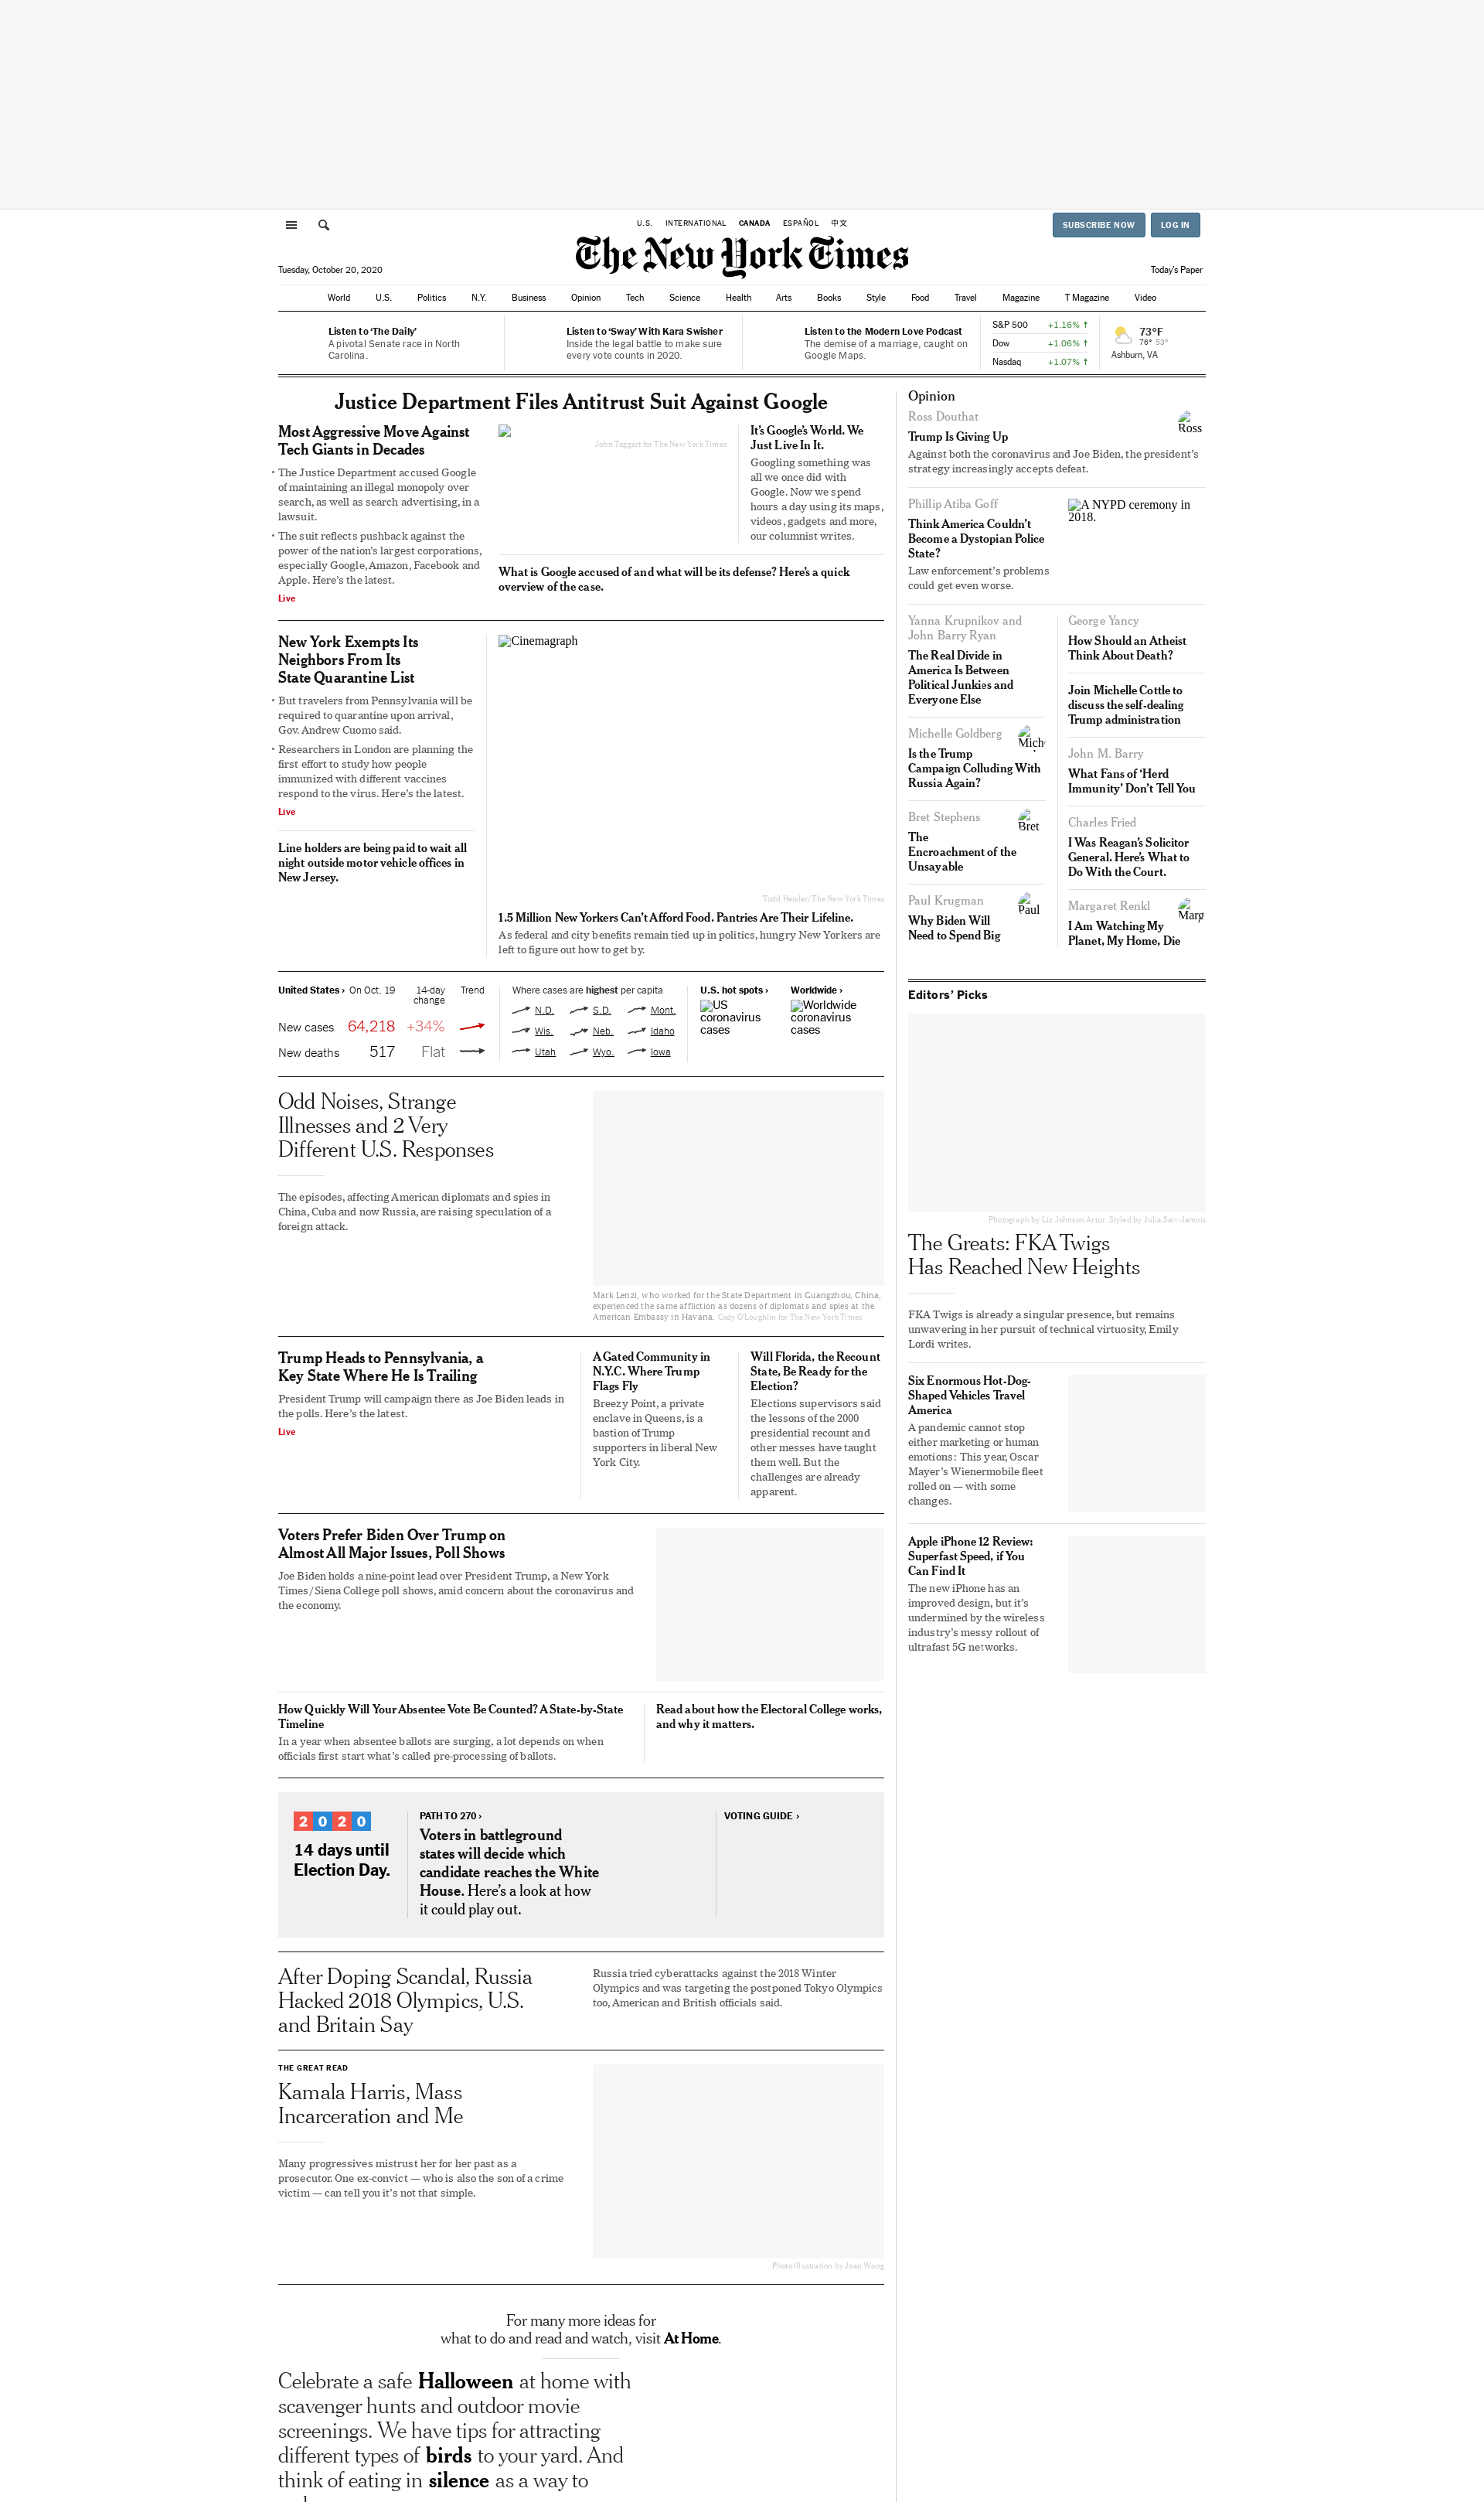 U.S. INTERNATIONAL CANADA ESPAÑOL 中文
SUBSCRIBE NOW LOG IN
The New York Times
Tuesday, October 20, 2020
Today's Paper
World U.S. Politics N.Y. Business Opinion Tech Science Health Arts Books Style Food Travel Magazine T Magazine Video
Listen to ‘The Daily’
A pivotal Senate race in North
Carolina.
Listen to ‘Sway’ With Kara Swisher
Inside the legal battle to make sure
every vote counts in 2020.
Listen to the Modern Love Podcast
The demise of a marriage, caught on
Google Maps.
S&P 500 +1.16% ↑
Dow +1.06% ↑
Nasdaq +1.07% ↑
73°F
76° 53°
Ashburn, VA
Justice Department Files Antitrust Suit Against Google
Most Aggressive Move Against
Tech Giants in Decades
• The Justice Department accused Google
of maintaining an illegal monopoly over
search, as well as search advertising, in a
lawsuit.
• The suit reflects pushback against the
power of the nation’s largest corporations,
especially Google, Amazon, Facebook and
Apple. Here’s the latest.
Live
John Taggart for The New York Times
It’s Google’s World. We
Just Live In It.
Googling something was
all we once did with
Google. Now we spend
hours a day using its maps,
videos, gadgets and more,
our columnist writes.
What is Google accused of and what will be its defense? Here’s a quick
overview of the case.
New York Exempts Its
Neighbors From Its
State Quarantine List
• But travelers from Pennsylvania will be
required to quarantine upon arrival,
Gov. Andrew Cuomo said.
• Researchers in London are planning the
first effort to study how people
immunized with different vaccines
respond to the virus. Here’s the latest.
Live
Line holders are being paid to wait all
night outside motor vehicle offices in
New Jersey.
Cinemagraph
Todd Heisler/The New York Times
1.5 Million New Yorkers Can’t Afford Food. Pantries Are Their Lifeline.
As federal and city benefits remain tied up in politics, hungry New Yorkers are
left to figure out how to get by.
United States › On Oct. 19 14-day
change Trend
New cases 64,218 +34%
New deaths 517 Flat
Where cases are highest per capita
N.D. S.D. Mont.
Wis. Neb. Idaho
Utah Wyo. Iowa
U.S. hot spots ›
US
coronavirus
cases
Worldwide ›
Worldwide
coronavirus
cases
Odd Noises, Strange
Illnesses and 2 Very
Different U.S. Responses
The episodes, affecting American diplomats and spies in
China, Cuba and now Russia, are raising speculation of a
foreign attack.
Mark Lenzi, who worked for the State Department in Guangzhou, China,
experienced the same affliction as dozens of diplomats and spies at the
American Embassy in Havana. Cody O’Loughlin for The New York Times
Trump Heads to Pennsylvania, a
Key State Where He Is Trailing
President Trump will campaign there as Joe Biden leads in
the polls. Here’s the latest.
Live
A Gated Community in
N.Y.C. Where Trump
Flags Fly
Breezy Point, a private
enclave in Queens, is a
bastion of Trump
supporters in liberal New
York City.
Will Florida, the Recount
State, Be Ready for the
Election?
Elections supervisors said
the lessons of the 2000
presidential recount and
other messes have taught
them well. But the
challenges are already
apparent.
Voters Prefer Biden Over Trump on
Almost All Major Issues, Poll Shows
Joe Biden holds a nine-point lead over President Trump, a New York
Times/Siena College poll shows, amid concern about the coronavirus and
the economy.
How Quickly Will Your Absentee Vote Be Counted? A State-by-State
Timeline
In a year when absentee ballots are surging, a lot depends on when
officials first start what’s called pre-processing of ballots.
Read about how the Electoral College works,
and why it matters.
2020
14 days until
Election Day.
PATH TO 270 ›
Voters in battleground
states will decide which
candidate reaches the White
House. Here’s a look at how
it could play out.
VOTING GUIDE ›
After Doping Scandal, Russia
Hacked 2018 Olympics, U.S.
and Britain Say
Russia tried cyberattacks against the 2018 Winter
Olympics and was targeting the postponed Tokyo Olympics
too, American and British officials said.
THE GREAT READ
Kamala Harris, Mass
Incarceration and Me
Many progressives mistrust her for her past as a
prosecutor. One ex-convict — who is also the son of a crime
victim — can tell you it’s not that simple.
Photo illustration by Joan Wong
For many more ideas for
what to do and read and watch, visit At Home.
Celebrate a safe Halloween at home with
scavenger hunts and outdoor movie
screenings. We have tips for attracting
different types of birds to your yard. And
think of eating in silence as a way to
Opinion
Ross Douthat
Trump Is Giving Up
Against both the coronavirus and Joe Biden, the president’s
strategy increasingly accepts defeat.
Ross
Phillip Atiba Goff
Think America Couldn’t
Become a Dystopian Police
State?
Law enforcement’s problems
could get even worse.
A NYPD ceremony in
2018.
Yanna Krupnikov and
John Barry Ryan
The Real Divide in
America Is Between
Political Junkies and
Everyone Else
Michelle Goldberg
Is the Trump
Campaign Colluding With
Russia Again?
Bret Stephens
The
Encroachment of the
Unsayable
Bret
Paul Krugman
Why Biden Will
Need to Spend Big
Paul
George Yancy
How Should an Atheist
Think About Death?
Join Michelle Cottle to
discuss the self-dealing
Trump administration
John M. Barry
What Fans of ‘Herd
Immunity’ Don’t Tell You
Charles Fried
I Was Reagan’s Solicitor
General. Here’s What to
Do With the Court.
Margaret Renkl
I Am Watching My
Planet, My Home, Die
Editors’ Picks
Photograph by Liz Johnson Artur. Styled by Julia Sarr-Jamois
The Greats: FKA Twigs
Has Reached New Heights
FKA Twigs is already a singular presence, but remains
unwavering in her pursuit of technical virtuosity, Emily
Lordi writes.
Six Enormous Hot-Dog-
Shaped Vehicles Travel
America
A pandemic cannot stop
either marketing or human
emotions: This year, Oscar
Mayer’s Wienermobile fleet
rolled on — with some
changes.
Apple iPhone 12 Review:
Superfast Speed, if You
Can Find It
The new iPhone has an
improved design, but it’s
undermined by the wireless
industry’s messy rollout of
ultrafast 5G networks.